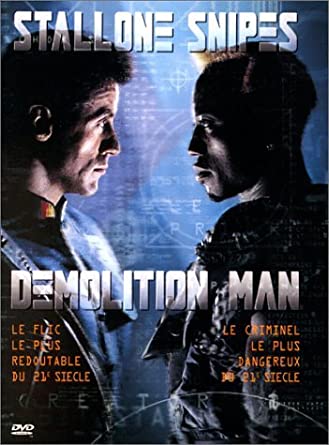 STALLONE SNIPES
DEMOLITION MAN
LE FLIC
LE PLUS
REDOUTABLE
DU 21e SIECLE
LE CRIMINEL
LE PLUS
DANGEREUX
DU 21e SIECLE
DVD